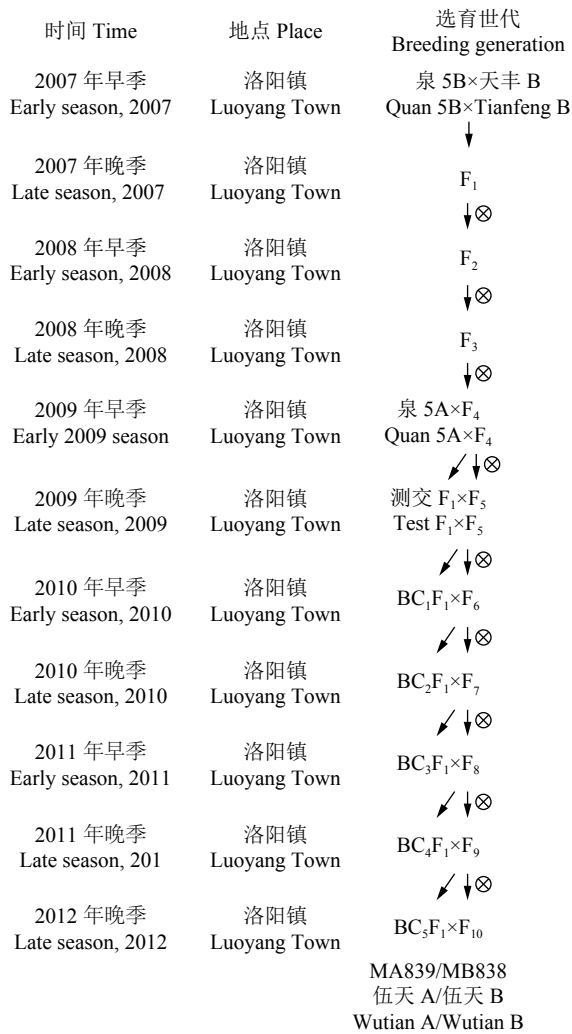 时间 Time 地点 Place 选育世代
Breeding generation
2007 年早季 洛阳镇 泉 5B×天丰 B
Early season, 2007 Luoyang Town Quan 5B×Tianfeng B
2007 年晚季 洛阳镇 F₁
Late season, 2007 Luoyang Town
⊗
2008 年早季 洛阳镇 F₂
Early season, 2008 Luoyang Town
⊗
2008 年晚季 洛阳镇 F₃
Late season, 2008 Luoyang Town
⊗
2009 年早季 洛阳镇 泉 5A×F₄
Early 2009 season Luoyang Town Quan 5A×F₄
⊗
2009 年晚季 洛阳镇 测交 F₁×F₅
Late season, 2009 Luoyang Town Test F₁×F₅
⊗
2010 年早季 洛阳镇 BC₁F₁×F₆
Early season, 2010 Luoyang Town
⊗
2010 年晚季 洛阳镇 BC₂F₁×F₇
Late season, 2010 Luoyang Town
⊗
2011 年早季 洛阳镇 BC₃F₁×F₈
Early season, 2011 Luoyang Town
⊗
2011 年晚季 洛阳镇 BC₄F₁×F₉
Late season, 201 Luoyang Town
⊗
2012 年晚季 洛阳镇 BC₅F₁×F₁₀
Late season, 2012 Luoyang Town
MA839/MB838
伍天 A/伍天 B
Wutian A/Wutian B